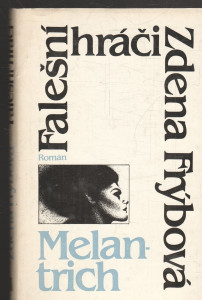 Falešní
hráči
Zdena Frýbová
Román
Melan-
trich